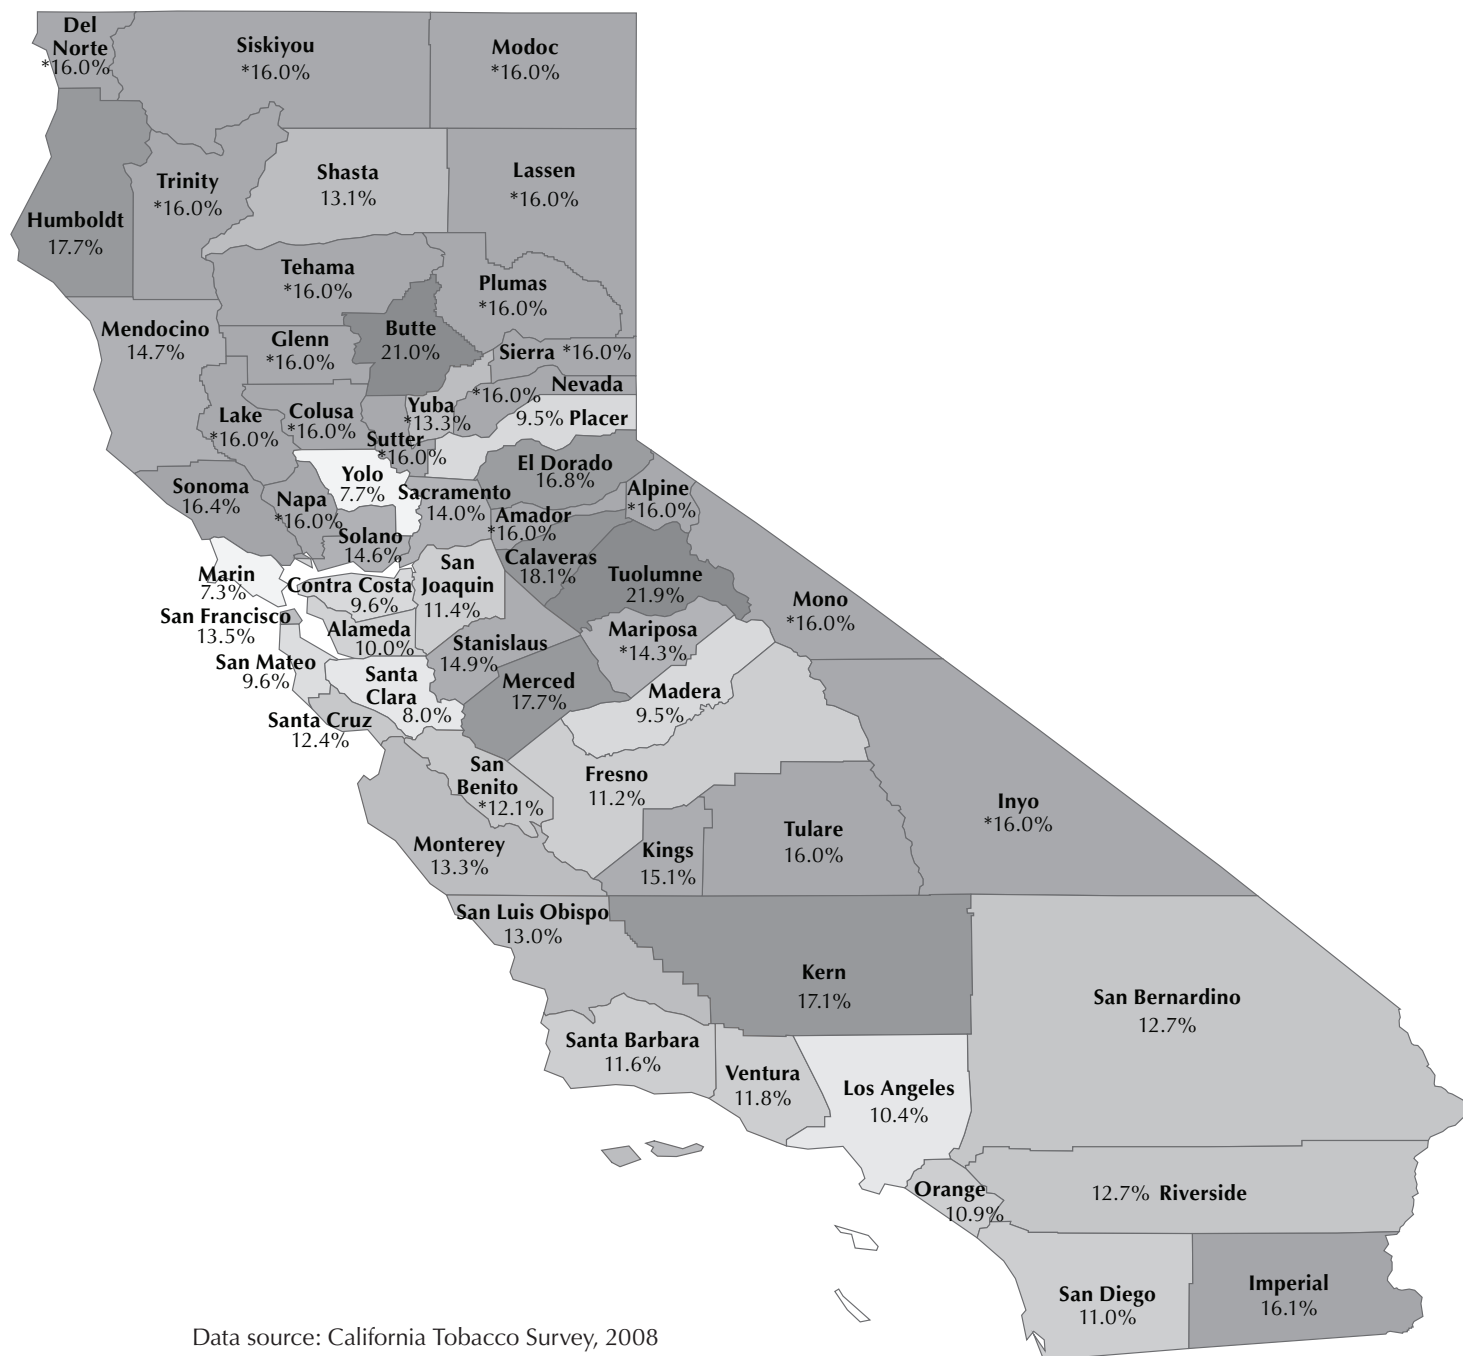 Del
Norte
*16.0%
Siskiyou
*16.0%
Modoc
*16.0%
Humboldt
17.7%
Trinity
*16.0%
Shasta
13.1%
Lassen
*16.0%
Tehama
*16.0%
Plumas
*16.0%
Mendocino
14.7%
Glenn
*16.0%
Butte
21.0%
Sierra *16.0%
Nevada
*16.0%
Lake
*16.0%
Colusa
*16.0%
Yuba
*13.3%
9.5% Placer
Sutter
*16.0%
Yolo
7.7%
El Dorado
16.8%
Sonoma
16.4%
Napa
*16.0%
Sacramento
14.0%
Alpine
*16.0%
Amador
*16.0%
Solano
14.6%
Calaveras
18.1%
Tuolumne
21.9%
Marin
7.3%
Contra Costa
9.6%
San
Joaquin
11.4%
Mono
*16.0%
San Francisco
13.5%
Alameda
10.0%
Stanislaus
14.9%
Mariposa
*14.3%
San Mateo
9.6%
Santa
Clara
8.0%
Merced
17.7%
Madera
9.5%
Santa Cruz
12.4%
San
Benito
*12.1%
Fresno
11.2%
Inyo
*16.0%
Monterey
13.3%
Kings
15.1%
Tulare
16.0%
San Luis Obispo
13.0%
Kern
17.1%
San Bernardino
12.7%
Santa Barbara
11.6%
Ventura
11.8%
Los Angeles
10.4%
Orange
10.9%
12.7% Riverside
San Diego
11.0%
Imperial
16.1%
Data source: California Tobacco Survey, 2008